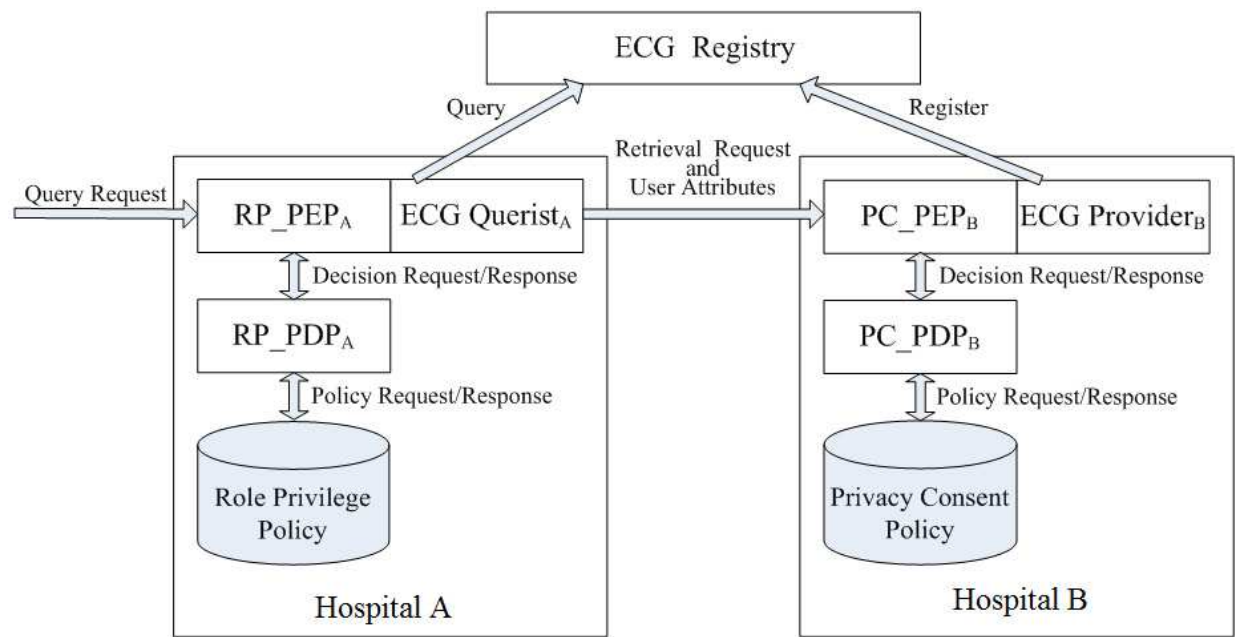 ECG Registry
Query
Register
Retrieval Request
and
User Attributes
Query Request
RP_PEPA
ECG QueristA
PC_PEPB
ECG ProviderB
Decision Request/Response
Decision Request/Response
RP_PDPA
PC_PDPB
Policy Request/Response
Policy Request/Response
Role Privilege
Policy
Privacy Consent
Policy
Hospital A
Hospital B